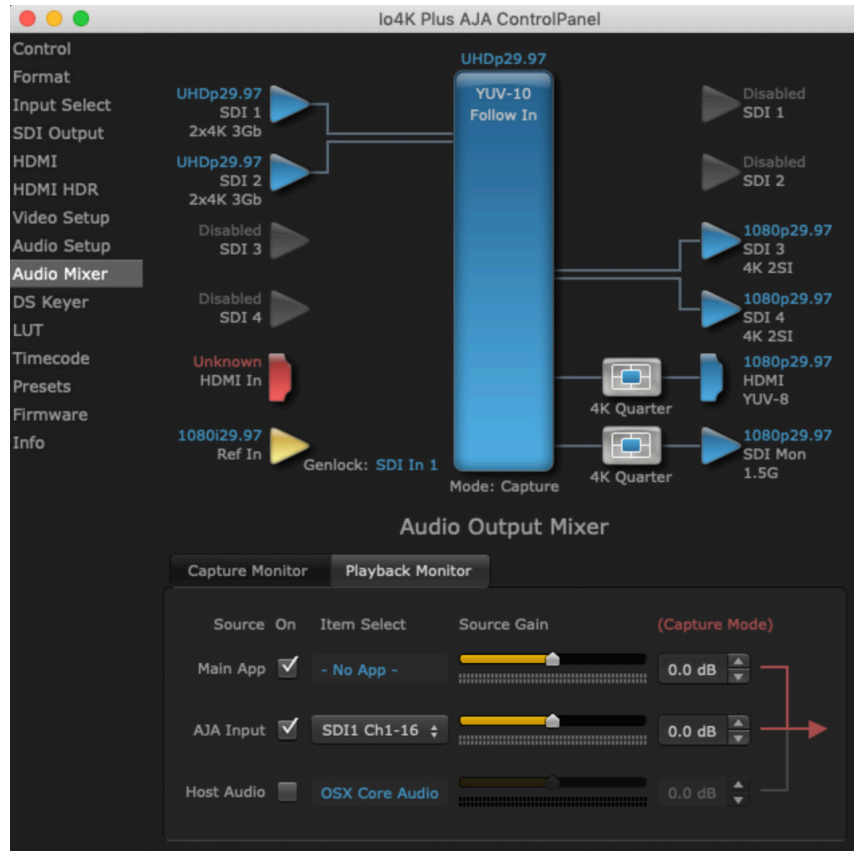 Io4K Plus AJA ControlPanel
Control
Format
Input Select
SDI Output
HDMI
HDMI HDR
Video Setup
Audio Setup
Audio Mixer
DS Keyer
LUT
Timecode
Presets
Firmware
Info
UHDp29.97
SDI 1
2x4K 3Gb
UHDp29.97
SDI 2
2x4K 3Gb
Disabled
SDI 3
Disabled
SDI 4
Unknown
HDMI In
1080i29.97
Ref In
Genlock: SDI In 1
UHDp29.97
YUV-10
Follow In
Mode: Capture
Disabled
SDI 1
Disabled
SDI 2
1080p29.97
SDI 3
4K 2SI
1080p29.97
SDI 4
4K 2SI
4K Quarter
1080p29.97
HDMI
YUV-8
4K Quarter
1080p29.97
SDI Mon
1.5G
Audio Output Mixer
Capture Monitor Playback Monitor
Source On Item Select Source Gain (Capture Mode)
Main App - No App - 0.0 dB
AJA Input SDI1 Ch1-16 0.0 dB
Host Audio OSX Core Audio 0.0 dB